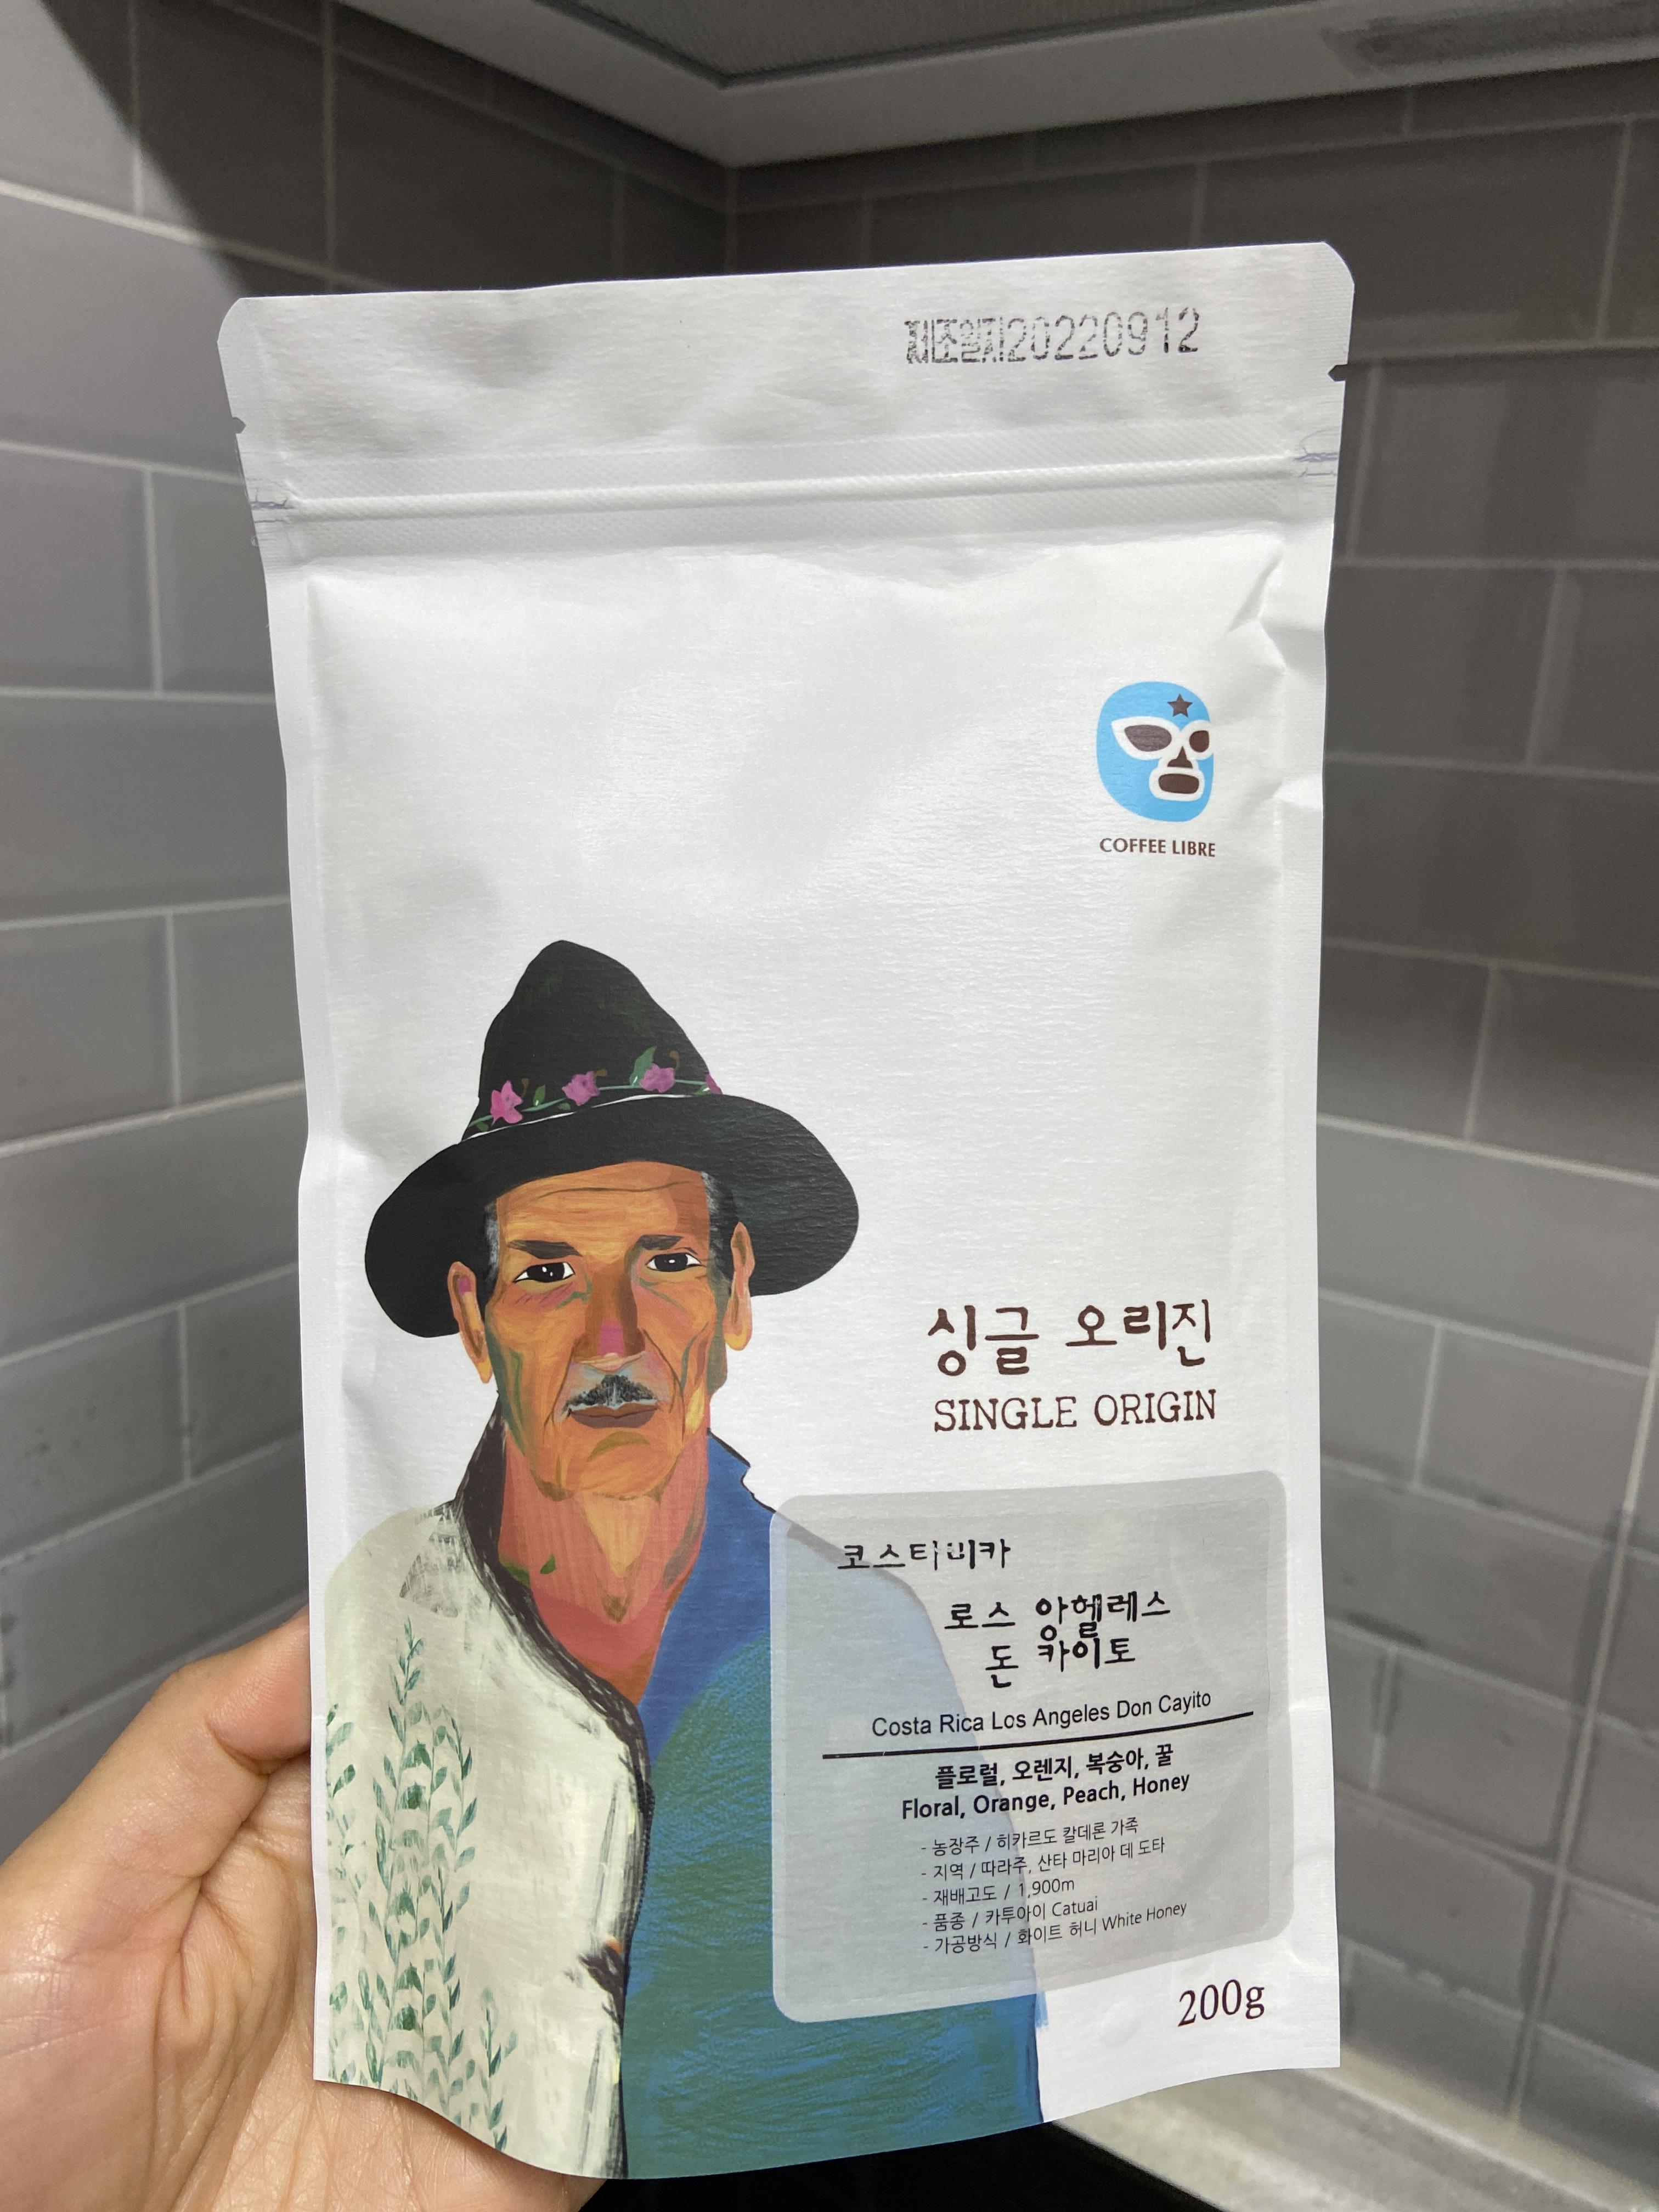 제조일자20220912
COFFEE LIBRE
싱글 오리진
SINGLE ORIGIN
코스타리카
로스 앙헬레스
돈 카이토
Costa Rica Los Angeles Don Cayito
플로럴, 오렌지, 복숭아, 꿀
Floral, Orange, Peach, Honey
- 농장주 / 히카르도 칼데론 가족
- 지역 / 따라주, 산타 마리아 데 도타
- 재배고도 / 1,900m
- 품종 / 카투아이 Catuai
- 가공방식 / 화이트 허니 White Honey
200g